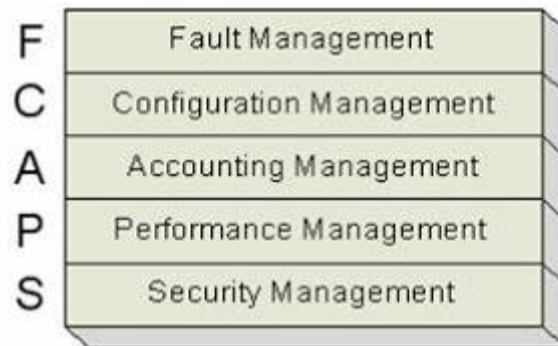 F Fault Management
C Configuration Management
A Accounting Management
P Performance Management
S Security Management